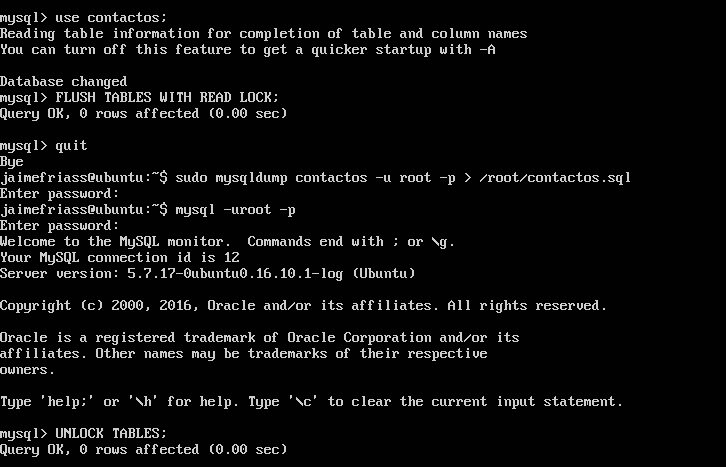 mysql> use contactos;
Reading table information for completion of table and column names
You can turn off this feature to get a quicker startup with -A
Database changed
mysql> FLUSH TABLES WITH READ LOCK;
Query OK, 0 rows affected (0.00 sec)
mysql> quit
Bye
jaimefriass@ubuntu:~$ sudo mysqldump contactos -u root -p > /root/contactos.sql
Enter password:
jaimefriass@ubuntu:~$ mysql -uroot -p
Enter password:
Welcome to the MySQL monitor.  Commands end with ; or \g.
Your MySQL connection id is 12
Server version: 5.7.17-0ubuntu0.16.10.1-log (Ubuntu)
Copyright (c) 2000, 2016, Oracle and/or its affiliates. All rights reserved.
Oracle is a registered trademark of Oracle Corporation and/or its
affiliates. Other names may be trademarks of their respective
owners.
Type 'help;' or '\h' for help. Type '\c' to clear the current input statement.
mysql> UNLOCK TABLES;
Query OK, 0 rows affected (0.00 sec)